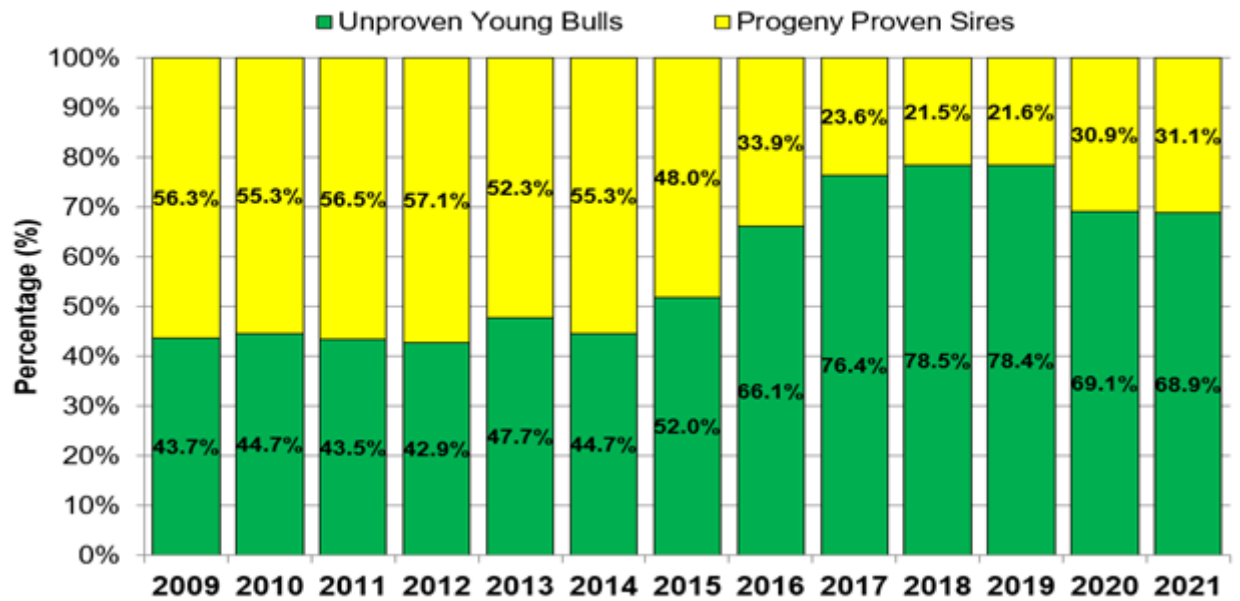 Unproven Young Bulls Progeny Proven Sires
Percentage (%)
100%
90%
80%
70%
60%
50%
40%
30%
20%
10%
0%
56.3% 55.3% 56.5% 57.1% 52.3% 55.3% 48.0% 33.9% 23.6% 21.5% 21.6% 30.9% 31.1%
43.7% 44.7% 43.5% 42.9% 47.7% 44.7% 52.0% 66.1% 76.4% 78.5% 78.4% 69.1% 68.9%
2009 2010 2011 2012 2013 2014 2015 2016 2017 2018 2019 2020 2021